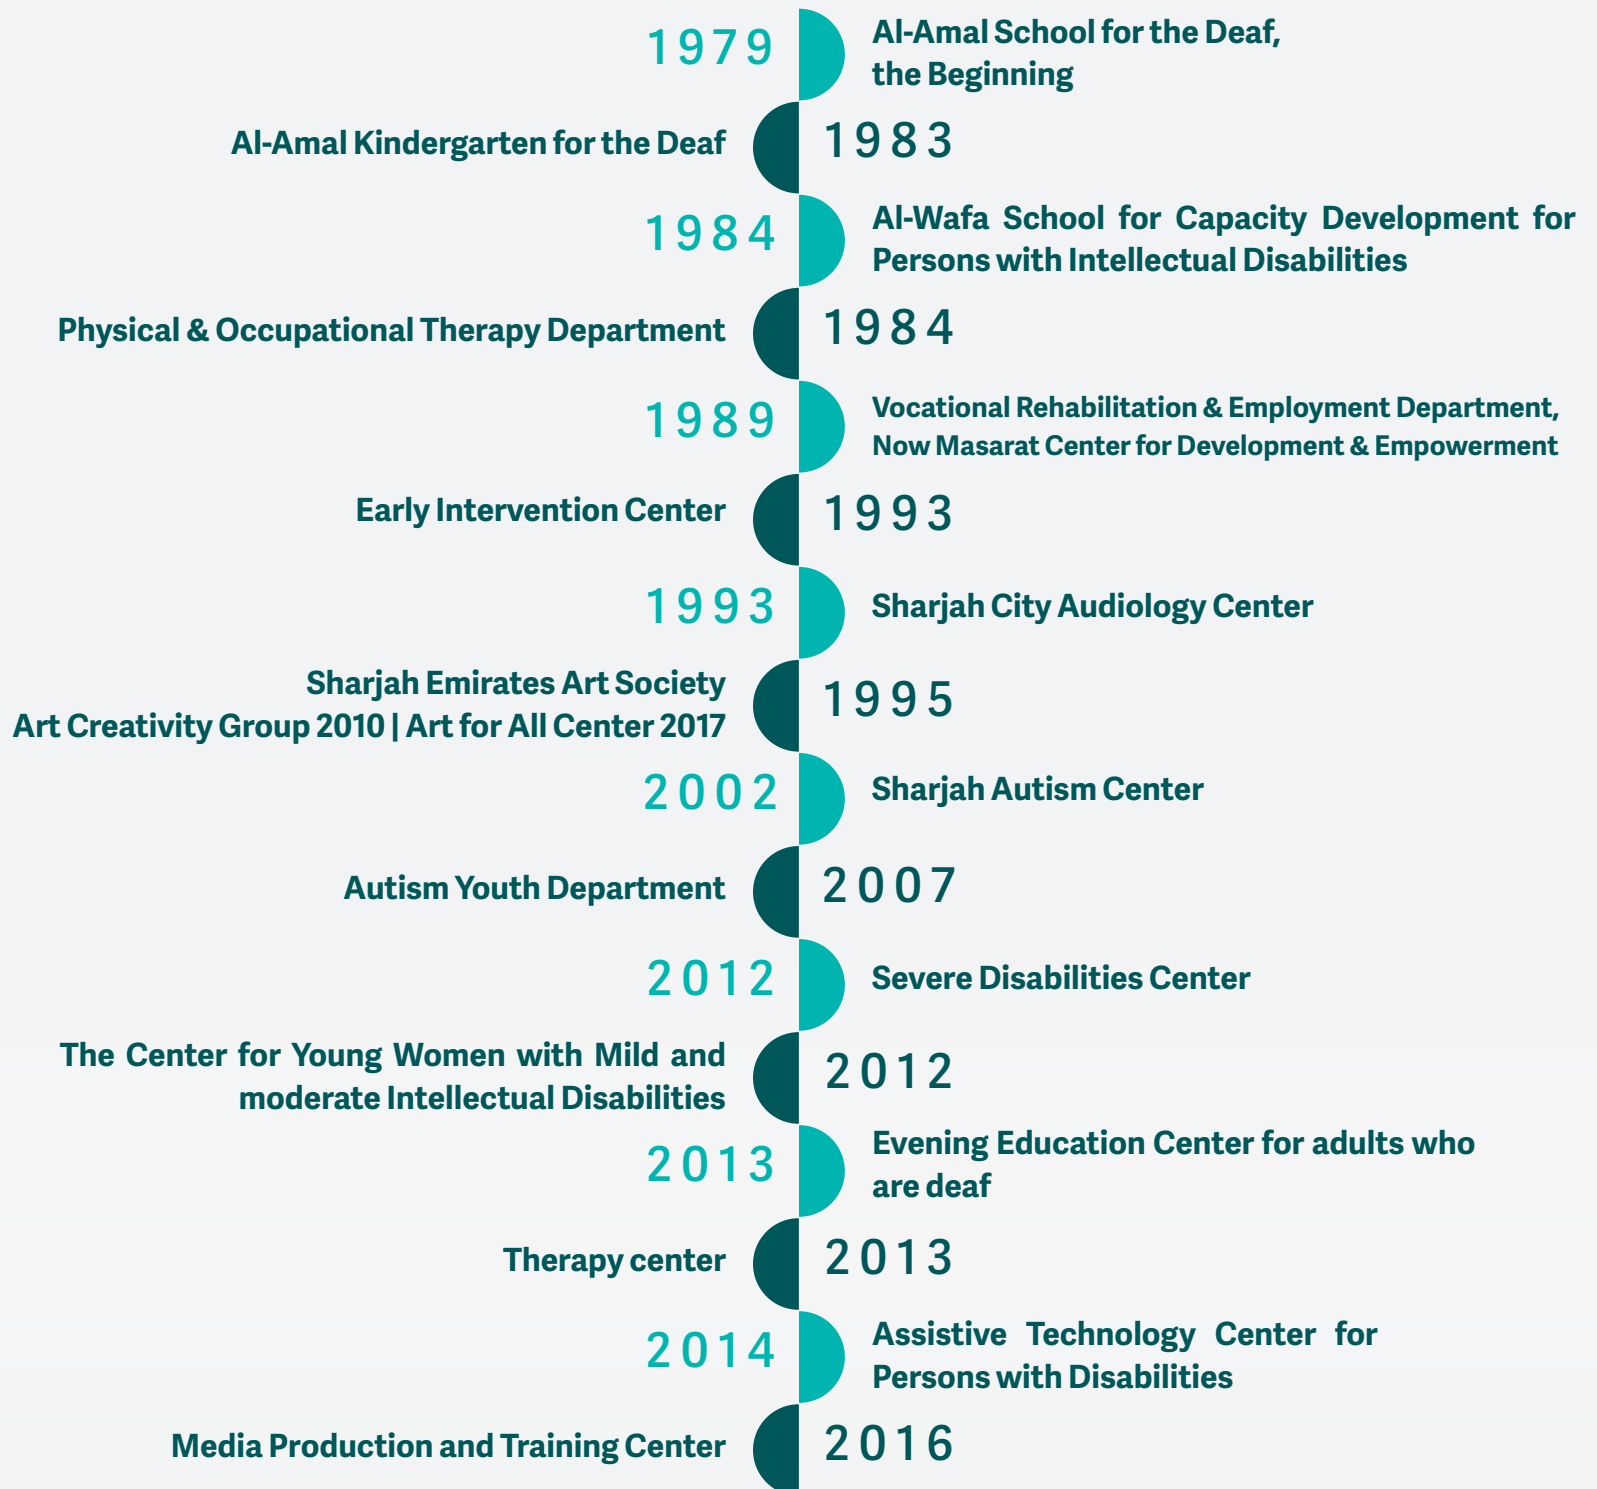 1979
Al-Amal School for the Deaf,
the Beginning
Al-Amal Kindergarten for the Deaf
1983
1984
Al-Wafa School for Capacity Development for
Persons with Intellectual Disabilities
Physical & Occupational Therapy Department
1984
1989
Vocational Rehabilitation & Employment Department,
Now Masarat Center for Development & Empowerment
Early Intervention Center
1993
1993
Sharjah City Audiology Center
Sharjah Emirates Art Society
Art Creativity Group 2010 | Art for All Center 2017
1995
2002
Sharjah Autism Center
Autism Youth Department
2007
2012
Severe Disabilities Center
The Center for Young Women with Mild and
moderate Intellectual Disabilities
2012
2013
Evening Education Center for adults who
are deaf
Therapy center
2013
2014
Assistive Technology Center for
Persons with Disabilities
Media Production and Training Center
2016